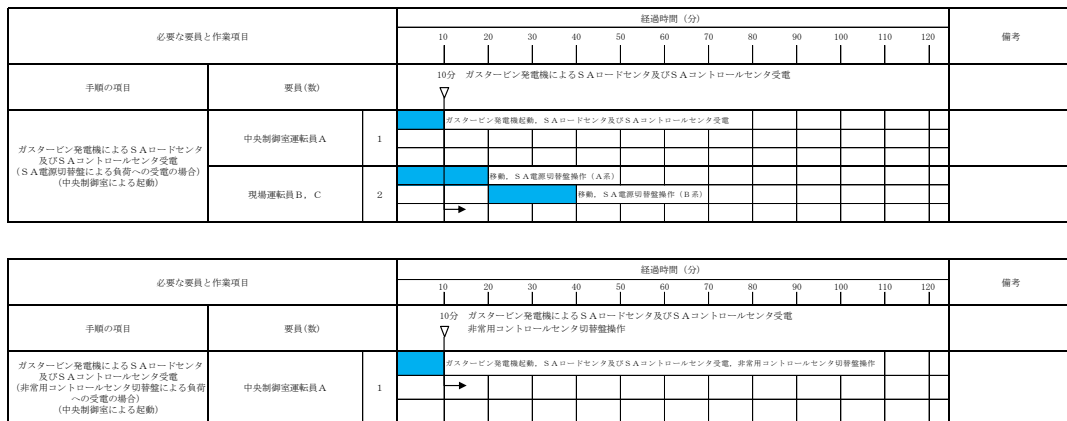 必要な要員と作業項目
経過時間（分）
備考
10 20 30 40 50 60 70 80 90 100 110 120
手順の項目
要員(数)
10分 ガスタービン発電機によるＳＡロードセンタ及びＳＡコントロールセンタ受電
ガスタービン発電機によるＳＡロードセンタ
及びＳＡコントロールセンタ受電
（ＳＡ電源切替盤による負荷への受電の場合）
(中央制御室による起動)
中央制御室運転員Ａ
1
ガスタービン発電機起動，ＳＡロードセンタ及びＳＡコントロールセンタ受電
現場運転員Ｂ，Ｃ
2
移動，ＳＡ電源切替盤操作（Ａ系）
移動，ＳＡ電源切替盤操作（Ｂ系）
必要な要員と作業項目
経過時間（分）
備考
10 20 30 40 50 60 70 80 90 100 110 120
手順の項目
要員(数)
10分 ガスタービン発電機によるＳＡロードセンタ及びＳＡコントロールセンタ受電
非常用コントロールセンタ切替盤操作
ガスタービン発電機によるＳＡロードセンタ
及びＳＡコントロールセンタ受電
（非常用コントロールセンタ切替盤による負荷
への受電の場合）
(中央制御室による起動)
中央制御室運転員Ａ
1
ガスタービン発電機起動，ＳＡロードセンタ及びＳＡコントロールセンタ受電，非常用コントロールセンタ切替盤操作